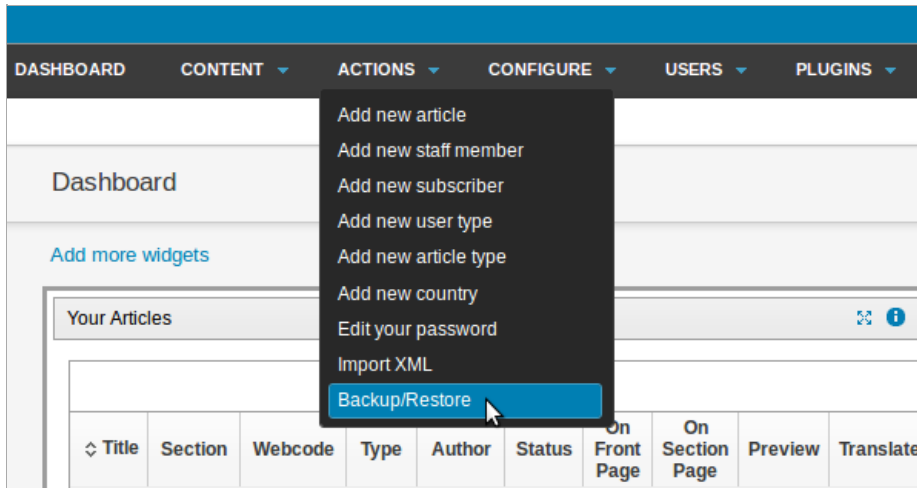 DASHBOARD CONTENT ACTIONS CONFIGURE USERS PLUGINS
Add new article
Add new staff member
Add new subscriber
Add new user type
Add new article type
Add new country
Edit your password
Import XML
Backup/Restore
Dashboard
Add more widgets
Your Articles
Title Section Webcode Type Author Status On Front Page On Section Page Preview Translate